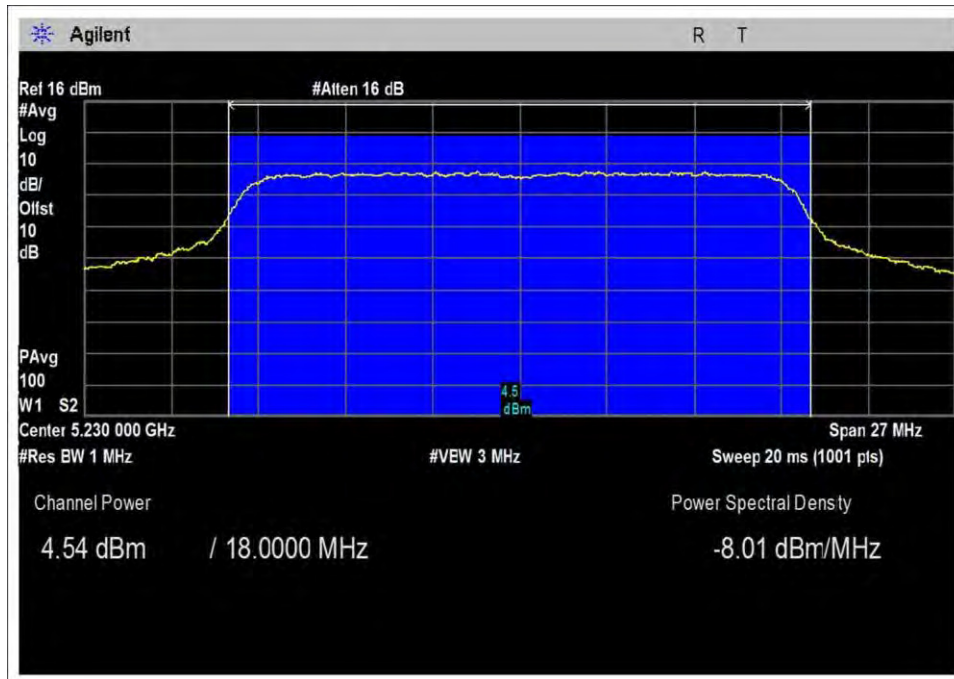 Agilent R T
Ref 16 dBm #Atten 16 dB
#Avg
Log
10
dB/
Offst
10
dB
PAvg
100
W1 S2
4.5
dBm
Center 5.230 000 GHz Span 27 MHz
#Res BW 1 MHz #VBW 3 MHz Sweep 20 ms (1001 pts)
Channel Power Power Spectral Density
4.54 dBm / 18.0000 MHz -8.01 dBm/MHz